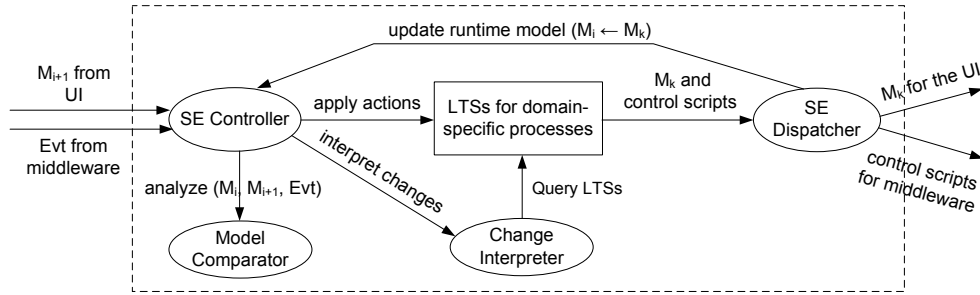 update runtime model (Mᵢ ← Mₖ)
Mᵢ₊₁ from
UI
Evt from
middleware
SE Controller
apply actions
LTSs for domain-
specific processes
Mₖ and
control scripts
SE
Dispatcher
Mₖ for the UI
control scripts
for middleware
interpret changes
analyze (Mᵢ, Mᵢ₊₁, Evt)
Query LTSs
Model
Comparator
Change
Interpreter